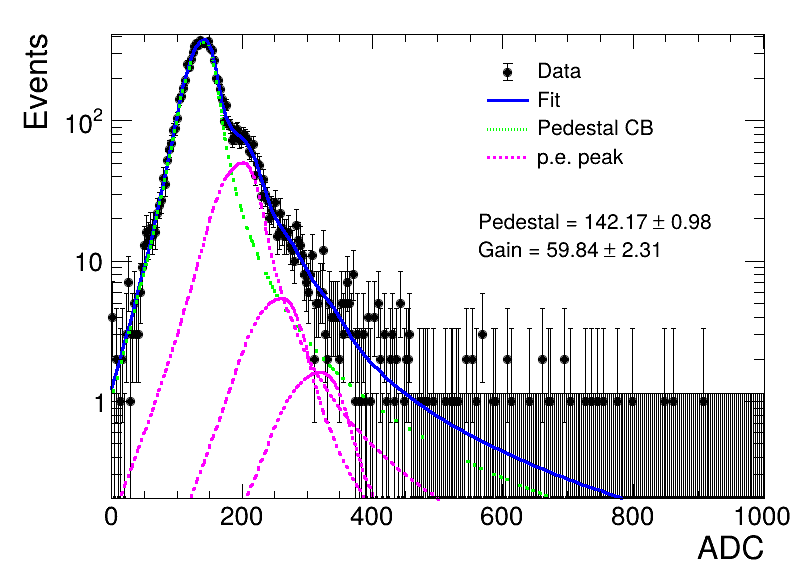 Events
Data
Fit
Pedestal CB
p.e. peak
Pedestal = 142.17 ± 0.98
Gain = 59.84 ± 2.31
10²
10
1
0 200 400 600 800 1000
ADC